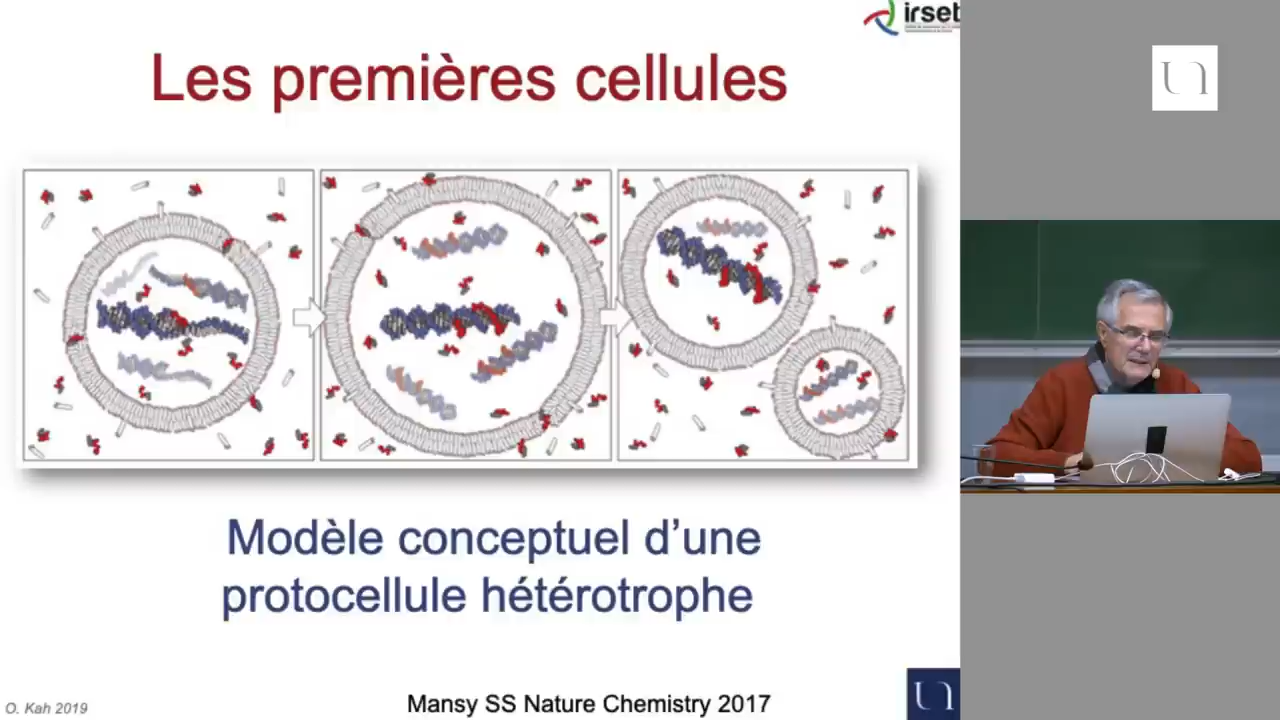 irset
Les premières cellules
Modèle conceptuel d’une
protocellule hétérotrophe
O. Kah 2019
Mansy SS Nature Chemistry 2017